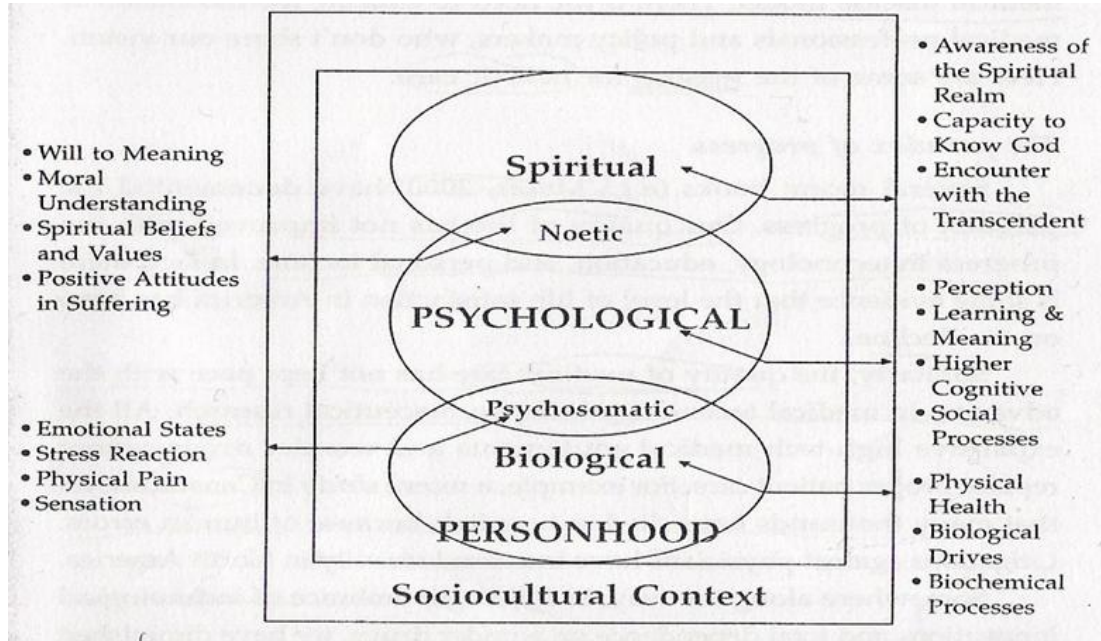 • Will to Meaning
• Moral
Understanding
• Spiritual Beliefs
and Values
• Positive Attitudes
in Suffering
• Emotional States
• Stress Reaction
• Physical Pain
• Sensation
Spiritual
Noetic
PSYCHOLOGICAL
Psychosomatic
Biological
PERSONHOOD
Sociocultural Context
• Awareness of
the Spiritual
Realm
• Capacity to
Know God
• Encounter
with the
Transcendent
• Perception
• Learning &
Meaning
• Higher
Cognitive
• Social
Processes
• Physical
Health
• Biological
Drives
• Biochemical
Processes